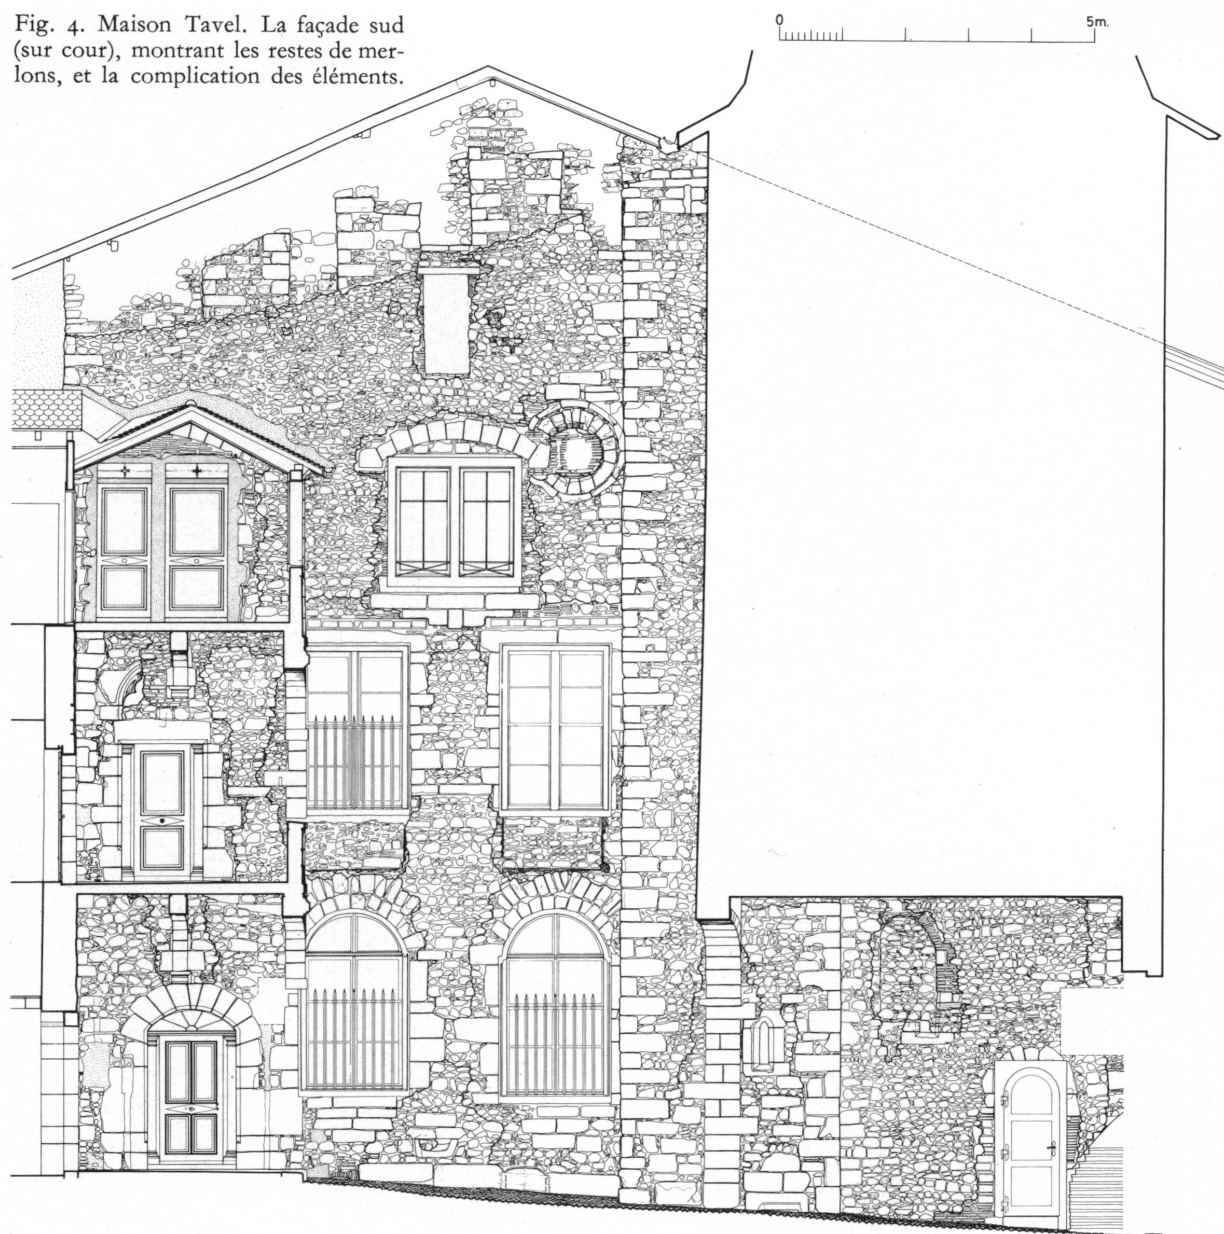 Fig. 4. Maison Tavel. La façade sud
(sur cour), montrant les restes de mer-
lons, et la complication des éléments.
0 5m.